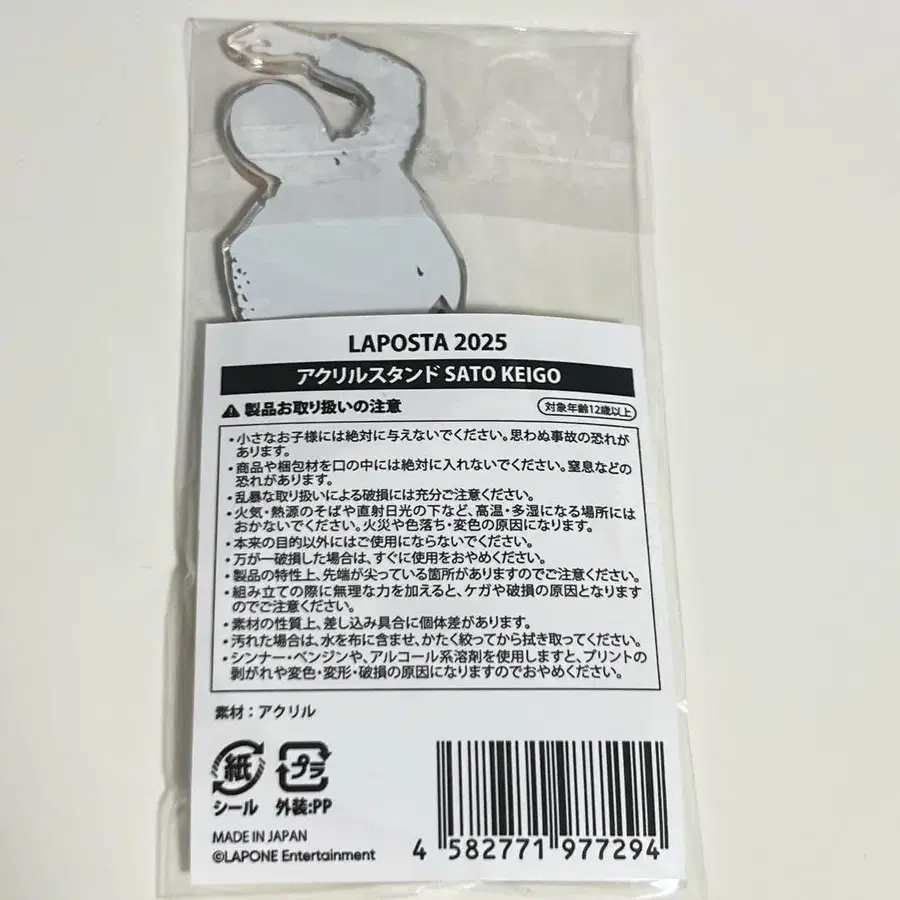 LAPOSTA 2025
アクリルスタンド SATO KEIGO
⚠ 製品お取り扱いの注意
対象年齢12歳以上
・小さなお子様には絶対に与えないでください。思わぬ事故の恐れが
あります。
・商品や梱包材を口の中には絶対に入れないでください。窒息などの
恐れがあります。
・乱暴な取り扱いによる破損には充分ご注意ください。
・火気・熱源のそばや直射日光の下など、高温・多湿になる場所には
おかないでください。火災や色落ち・変色の原因になります。
・本来の目的以外にはご使用にならないでください。
・万が一破損した場合は、すぐに使用をおやめください。
・製品の特性上、先端が尖っている箇所がありますのでご注意ください。
・組み立ての際に無理な力を加えると、ケガや破損の原因となります
のでご注意ください。
・素材の性質上、差し込み具合に個体差があります。
・汚れた場合は、水を布に含ませ、かたく絞ってから拭き取ってください。
・シンナー・ベンジンや、アルコール系溶剤を使用しますと、プリントの
剥がれや変色・変形・破損の原因になりますのでおやめください。
素材：アクリル
紙
シール
プラ
外装:PP
MADE IN JAPAN
©LAPONE Entertainment
4 582771 977294